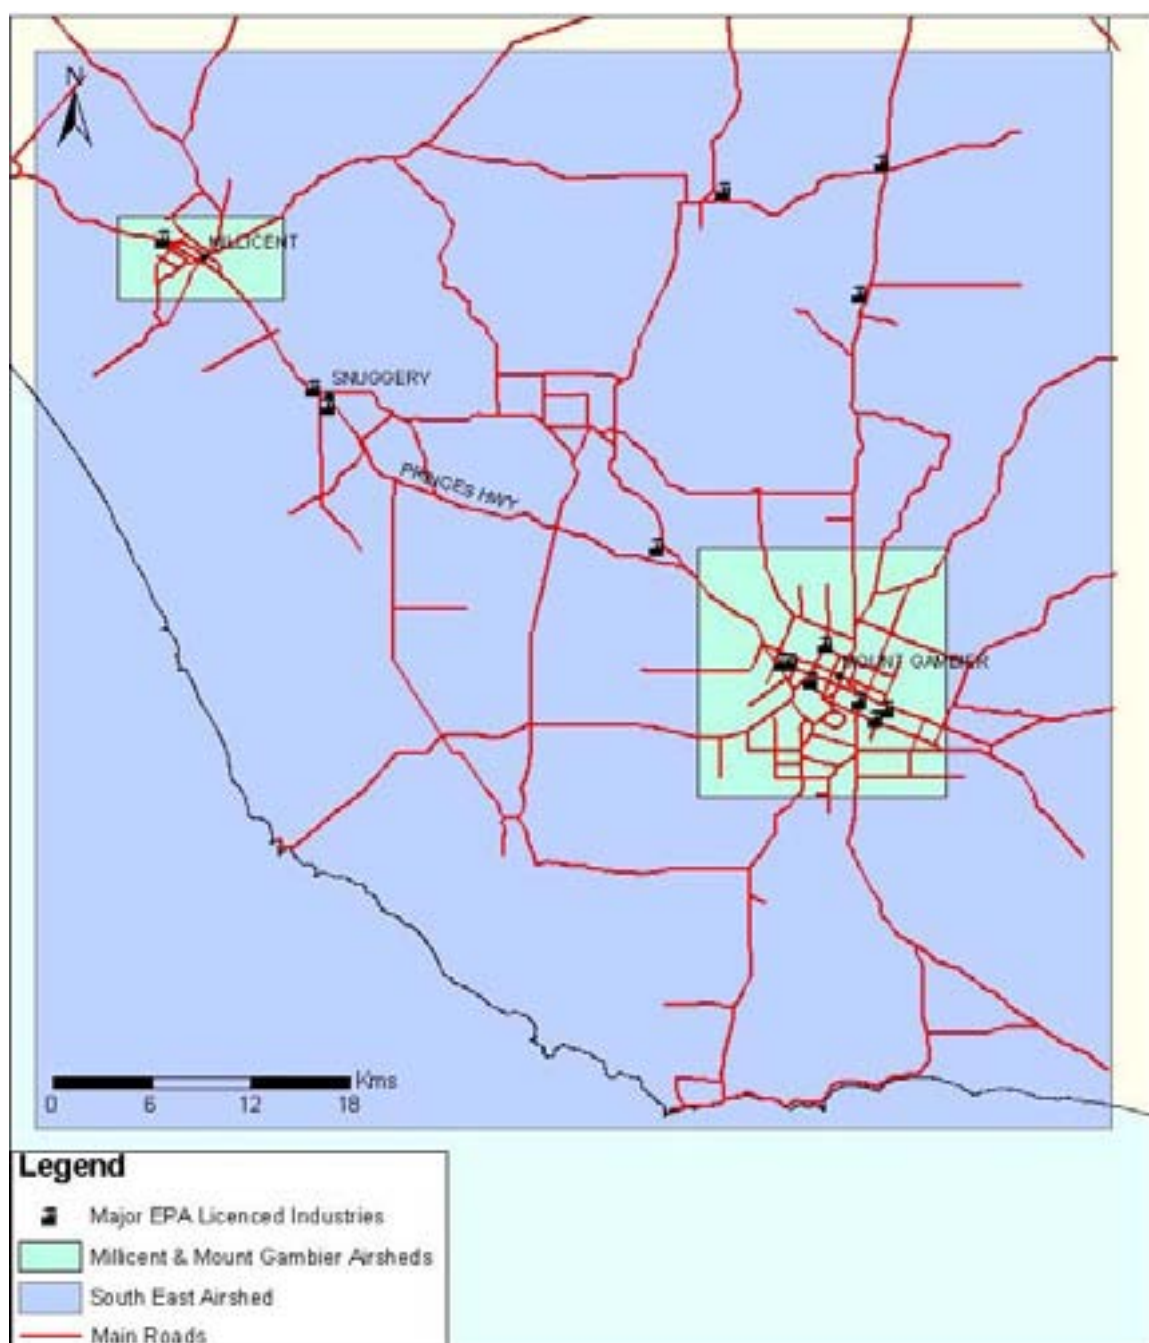 N
MILLICENT
SNUGGERY
PRINCES HWY
MOUNT GAMBIER
Kms
0 6 12 18
Legend
Major EPA Licenced Industries
Millicent & Mount Gambier Airsheds
South East Airshed
Main Roads